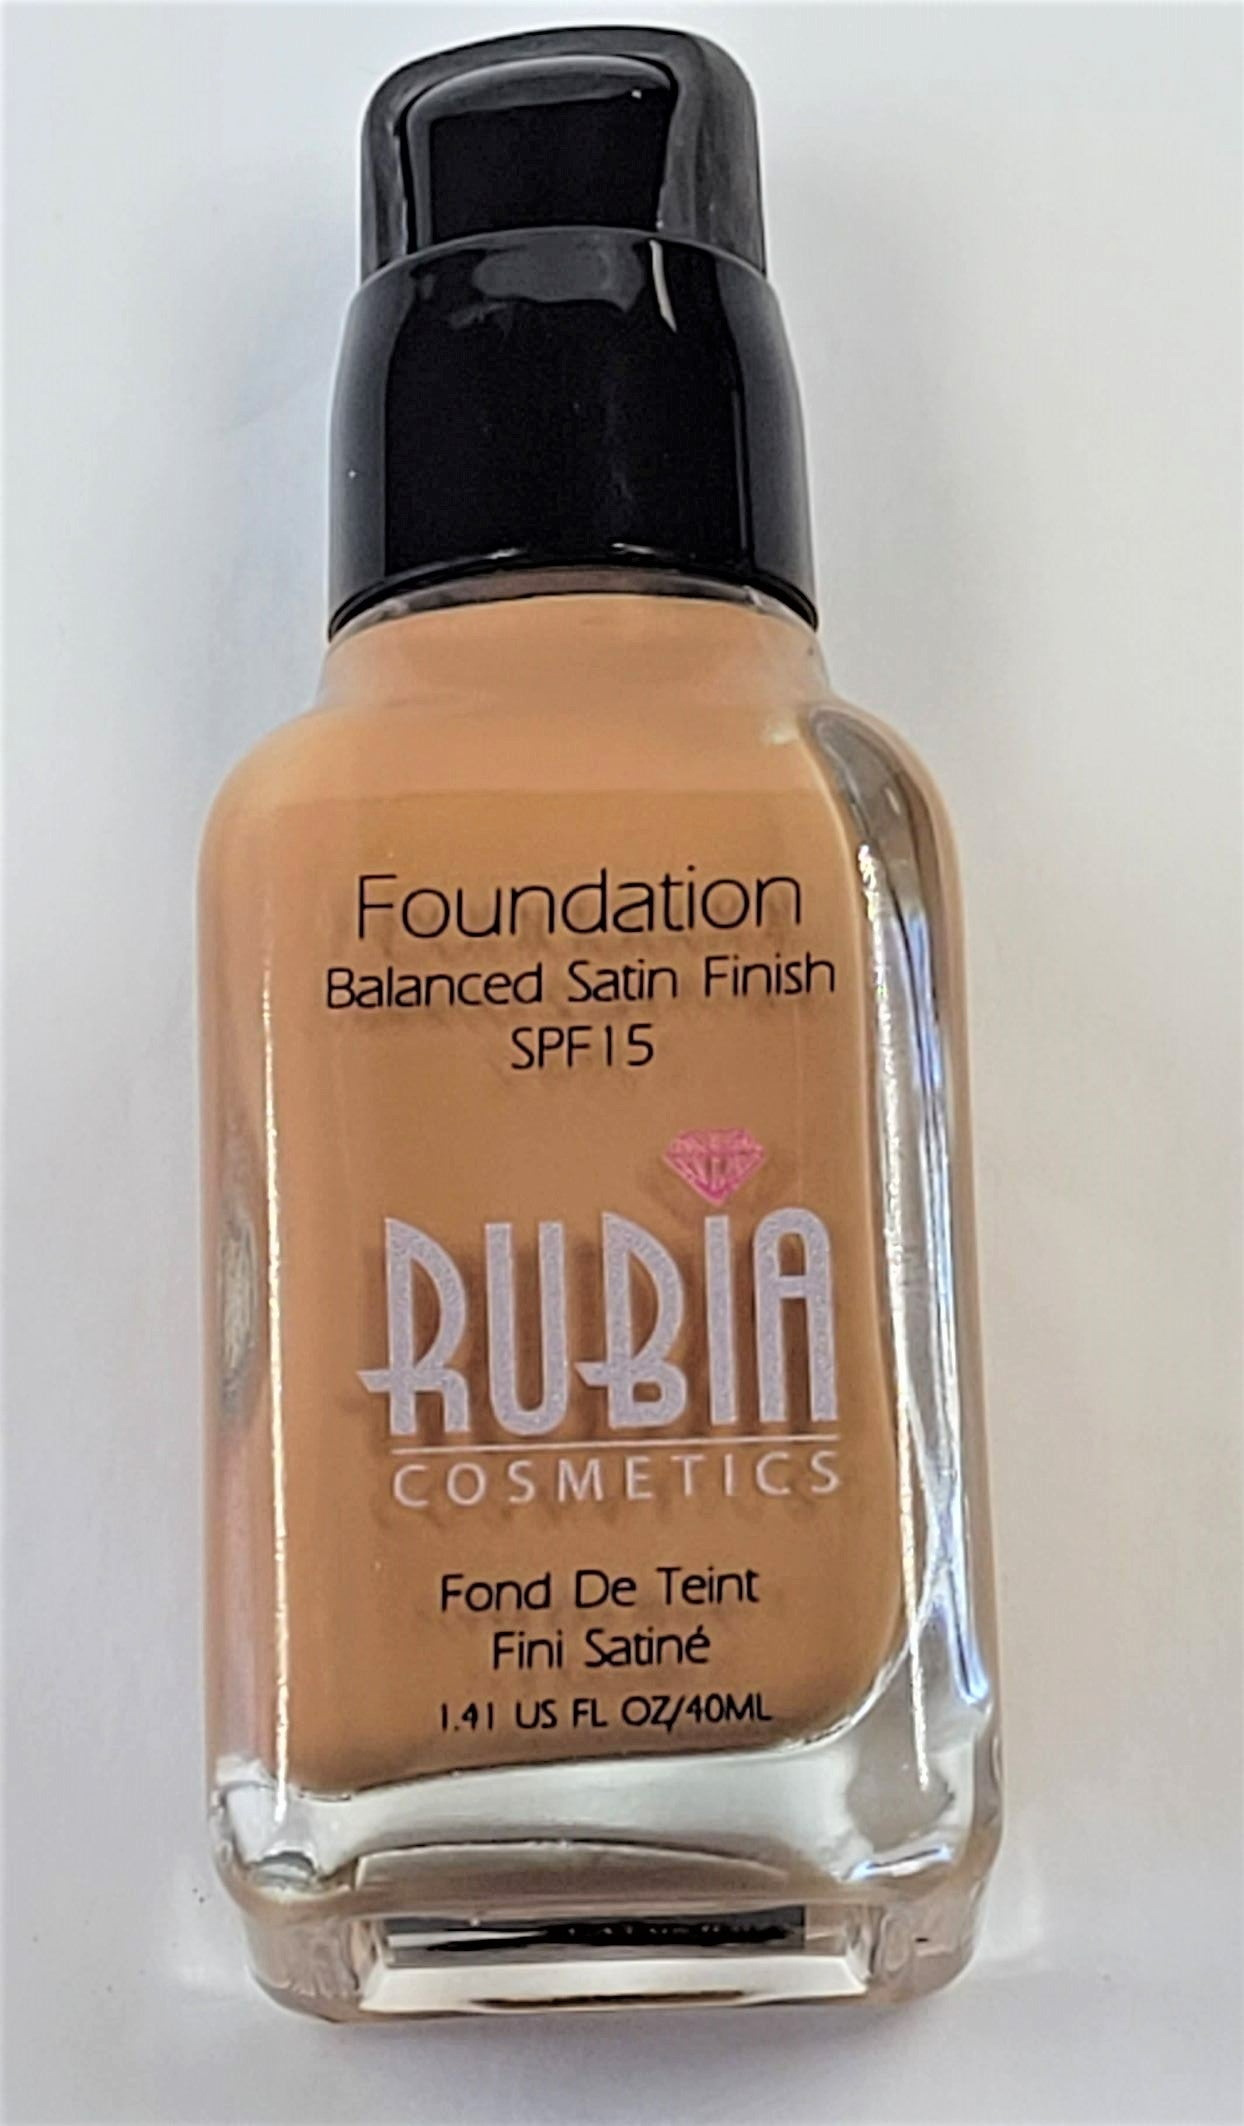 Foundation
Balanced Satin Finish
SPF15
RUBIA
COSMETICS
Fond De Teint
Fini Satiné
1.41 US FL OZ/40ML